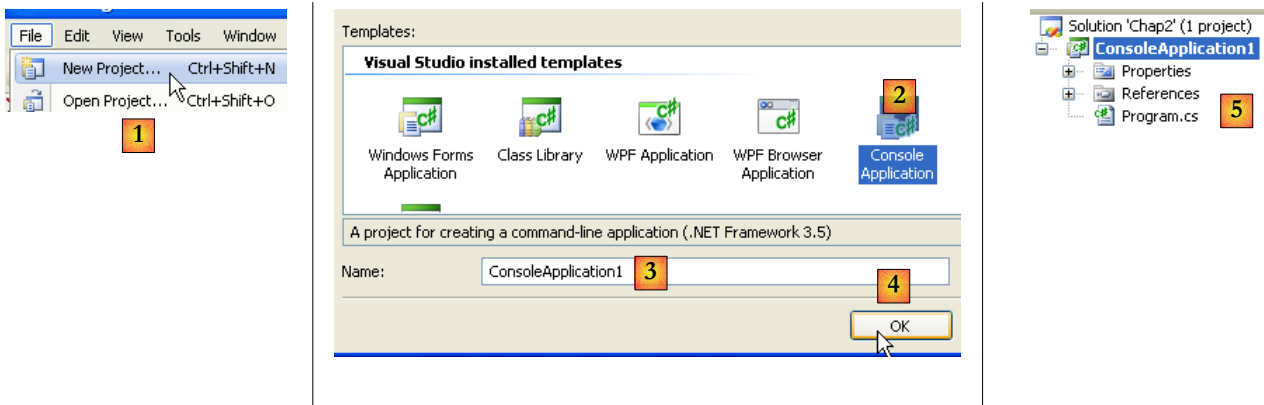 File Edit View Tools Window
New Project... Ctrl+Shift+N
Open Project... Ctrl+Shift+O
1
Templates:
Visual Studio installed templates
2
Windows Forms Application
Class Library
WPF Application
WPF Browser Application
Console Application
A project for creating a command-line application (.NET Framework 3.5)
Name: ConsoleApplication1
3
4
OK
Solution 'Chap2' (1 project)
ConsoleApplication1
Properties
References
Program.cs
5